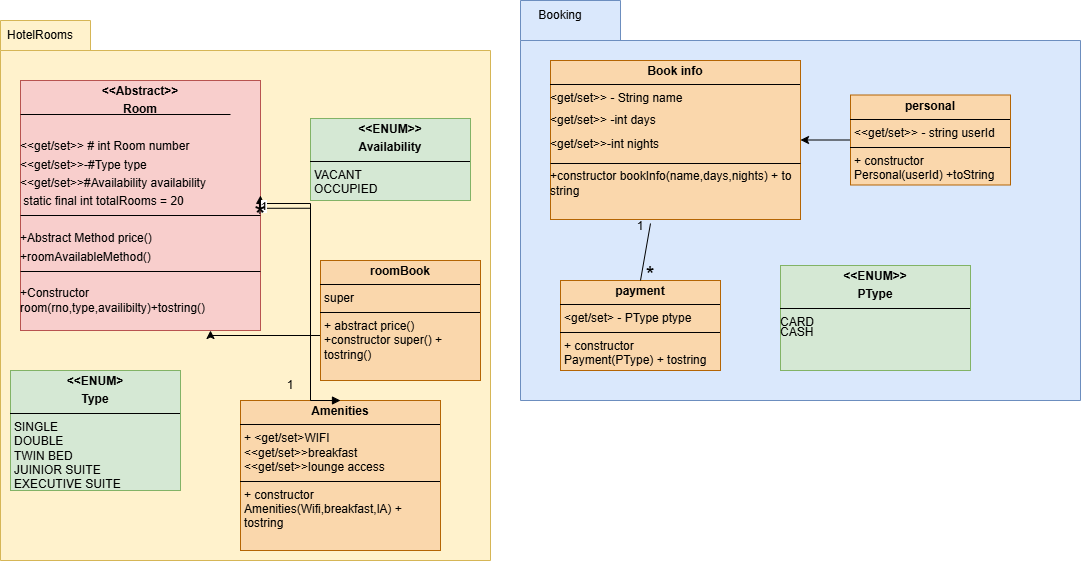 HotelRooms
<<Abstract>>
Room
<<get/set>> # int Room number
<<get/set>>-#Type type
<<get/set>>#Availability availability
static final int totalRooms = 20
+Abstract Method price()
+roomAvailableMethod()
+Constructor
room(rno,type,availibilty)+tostring()
<<ENUM>>
Availability
VACANT
OCCUPIED
*
1
roomBook
super
+ abstract price()
+constructor super() +
tostring()
<<ENUM>
Type
SINGLE
DOUBLE
TWIN BED
JUINIOR SUITE
EXECUTIVE SUITE
1
Amenities
+ <get/set>WIFI
<<get/set>>breakfast
<<get/set>>lounge access
+ constructor
Amenities(Wifi,breakfast,lA) +
tostring
Booking
Book info
<get/set>> - String name
<get/set>> -int days
<get/set>>-int nights
+constructor bookInfo(name,days,nights) + to
string
personal
<<get/set>> - string userId
+ constructor
Personal(userId) +toString
1
*
payment
<get/set> - PType ptype
+ constructor
Payment(PType) + tostring
<<ENUM>>
PType
CARD
CASH